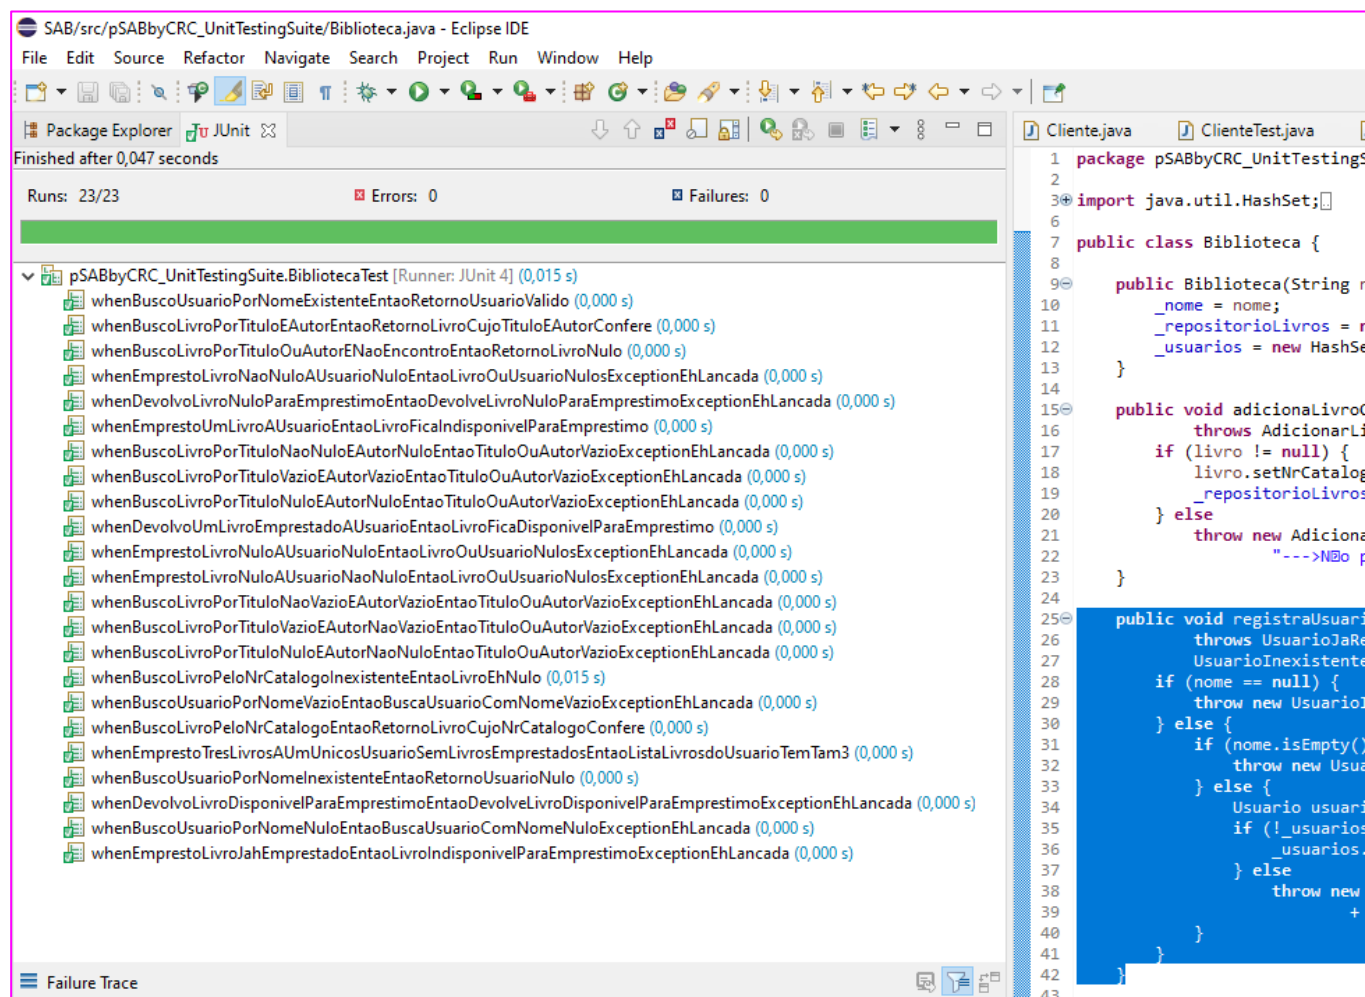 SAB/src/pSABbyCRC_UnitTestingSuite/Biblioteca.java - Eclipse IDE
File Edit Source Refactor Navigate Search Project Run Window Help
Package Explorer JUnit
Finished after 0,047 seconds
Runs: 23/23 Errors: 0 Failures: 0
pSABbyCRC_UnitTestingSuite.BibliotecaTest [Runner: JUnit 4] (0,015 s)
whenBuscoUsuarioPorNomeExistenteEntaoRetornoUsuarioValido (0,000 s)
whenBuscoLivroPorTituloEAutorEntaoRetornoLivroCujoTituloEAutorConfere (0,000 s)
whenBuscoLivroPorTituloOuAutorENaoEncontroEntaoRetornoLivroNulo (0,000 s)
whenEmprestoLivroNaoNuloAUsuarioNuloEntaoLivroOuUsuarioNulosExceptionEhLancada (0,000 s)
whenDevolvoLivroNuloParaEmprestimoEntaoDevolveLivroNuloParaEmprestimoExceptionEhLancada (0,000 s)
whenEmprestoUmLivroAUsuarioEntaoLivroFicaIndisponivelParaEmprestimo (0,000 s)
whenBuscoLivroPorTituloNaoNuloEAutorNuloEntaoTituloOuAutorVazioExceptionEhLancada (0,000 s)
whenBuscoLivroPorTituloVazioEAutorVazioEntaoTituloOuAutorVazioExceptionEhLancada (0,000 s)
whenBuscoLivroPorTituloNuloEAutorNuloEntaoTituloOuAutorVazioExceptionEhLancada (0,000 s)
whenDevolvoUmLivroEmprestadoAUsuarioEntaoLivroFicaDisponivelParaEmprestimo (0,000 s)
whenEmprestoLivroNuloAUsuarioNuloEntaoLivroOuUsuarioNulosExceptionEhLancada (0,000 s)
whenEmprestoLivroNuloAUsuarioNaoNuloEntaoLivroOuUsuarioNulosExceptionEhLancada (0,000 s)
whenBuscoLivroPorTituloNaoVazioEAutorVazioEntaoTituloOuAutorVazioExceptionEhLancada (0,000 s)
whenBuscoLivroPorTituloVazioEAutorNaoVazioEntaoTituloOuAutorVazioExceptionEhLancada (0,000 s)
whenBuscoLivroPorTituloNuloEAutorNaoNuloEntaoTituloOuAutorVazioExceptionEhLancada (0,000 s)
whenBuscoLivroPeloNrCatalogoInexistenteEntaoLivroEhNulo (0,015 s)
whenBuscoUsuarioPorNomeVazioEntaoBuscaUsuarioComNomeVazioExceptionEhLancada (0,000 s)
whenBuscoLivroPeloNrCatalogoEntaoRetornoLivroCujoNrCatalogoConfere (0,000 s)
whenEmprestoTresLivrosAUmUnicosUsuarioSemLivrosEmprestadosEntaoListaLivrosdoUsuarioTemTam3 (0,000 s)
whenBuscoUsuarioPorNomeInexistenteEntaoRetornoUsuarioNulo (0,000 s)
whenDevolvoLivroDisponivelParaEmprestimoEntaoDevolveLivroDisponivelParaEmprestimoExceptionEhLancada (0,000 s)
whenBuscoUsuarioPorNomeNuloEntaoBuscaUsuarioComNomeNuloExceptionEhLancada (0,000 s)
whenEmprestoLivroJahEmprestadoEntaoLivroIndisponivelParaEmprestimoExceptionEhLancada (0,000 s)
Failure Trace
Cliente.java ClienteTest.java
1 package pSABbyCRC_UnitTestingS
2
3 import java.util.HashSet;
6
7 public class Biblioteca {
8
9 public Biblioteca(String n
10 _nome = nome;
11 _repositorioLivros = n
12 _usuarios = new HashSe
13 }
14
15 public void adicionaLivroC
16 throws AdicionarLi
17 if (livro != null) {
18 livro.setNrCatalog
19 _repositorioLivros
20 } else
21 throw new Adiciona
22 "--->N�o p
23 }
24
25 public void registraUsuari
26 throws UsuarioJaRe
27 UsuarioInexistente
28 if (nome == null) {
29 throw new UsuarioI
30 } else {
31 if (nome.isEmpty()
32 throw new Usua
33 } else {
34 Usuario usuari
35 if (!_usuarios
36 _usuarios.
37 } else
38 throw new
39 +
40 }
41 }
42 }
43